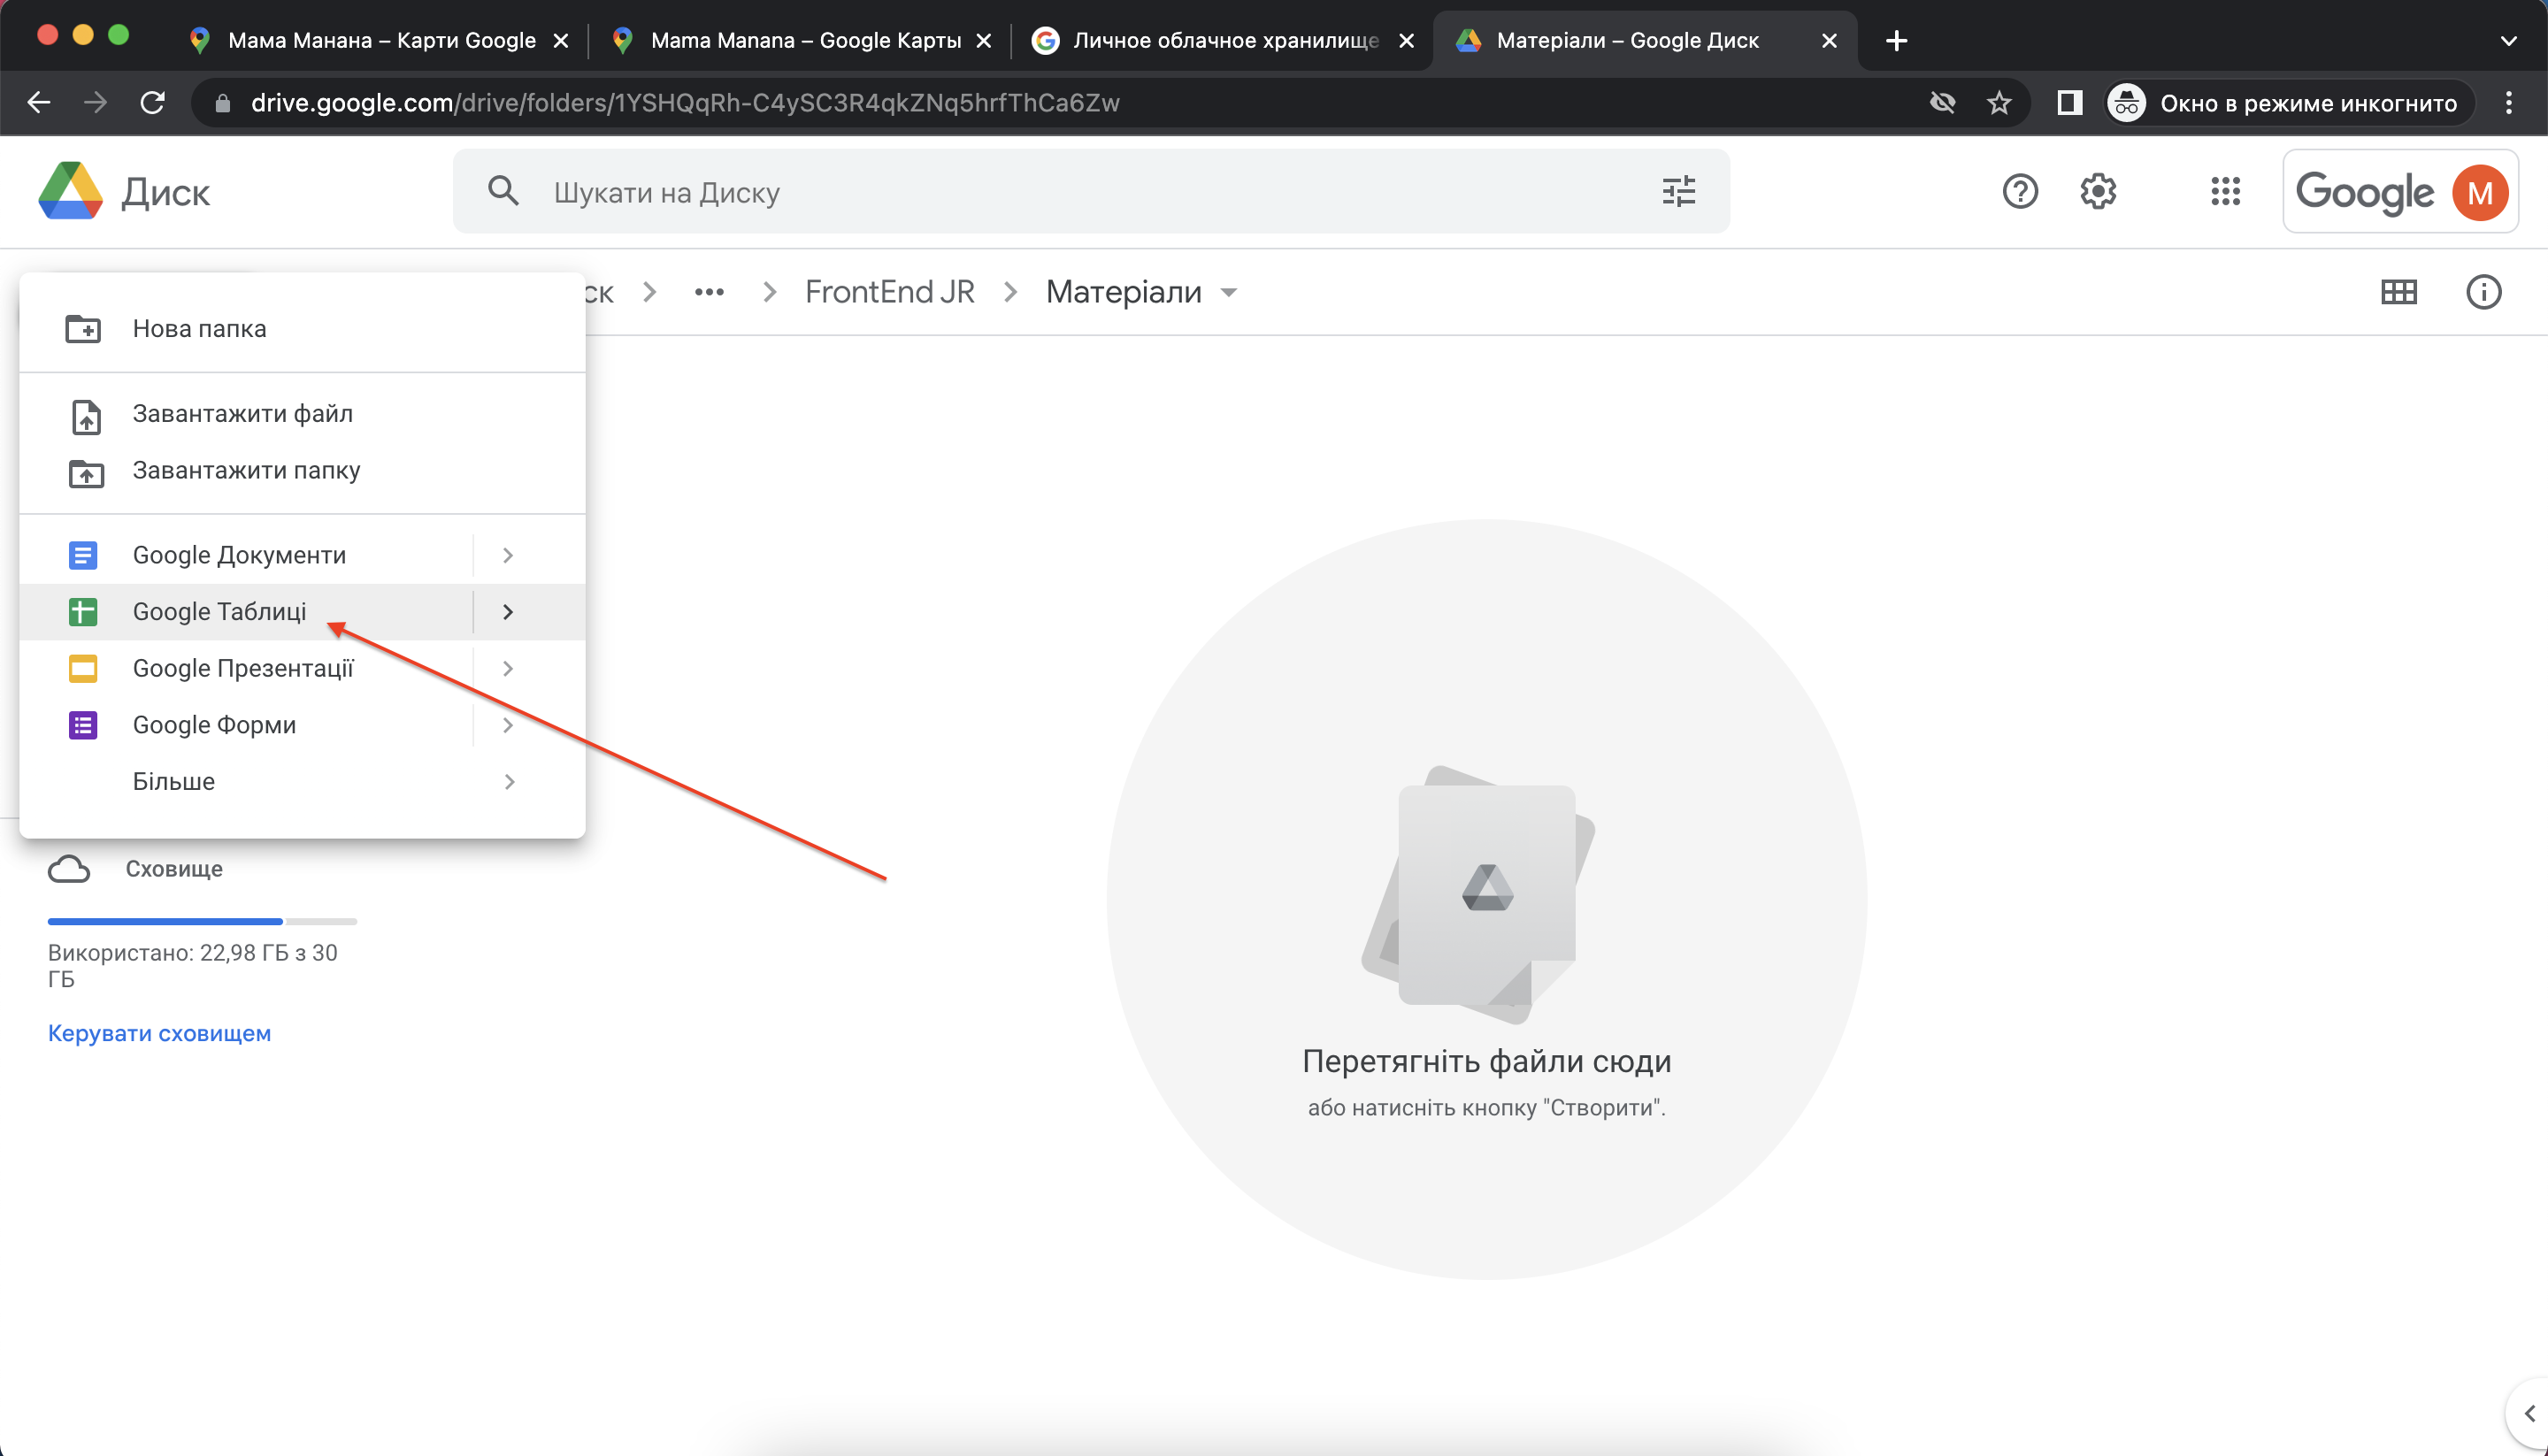 Мама Манана – Карти Google
Mama Manana – Google Карты
Личное облачное хранилище
Матеріали – Google Диск
drive.google.com/drive/folders/1YSHQqRh-C4ySC3R4qkZNq5hrfThCa6Zw
Окно в режиме инкогнито
Диск
Шукати на Диску
Google
M
ск
FrontEnd JR
Матеріали
Нова папка
Завантажити файл
Завантажити папку
Google Документи
Google Таблиці
Google Презентації
Google Форми
Більше
Сховище
Використано: 22,98 ГБ з 30
ГБ
Керувати сховищем
Перетягніть файли сюди
або натисніть кнопку "Створити".